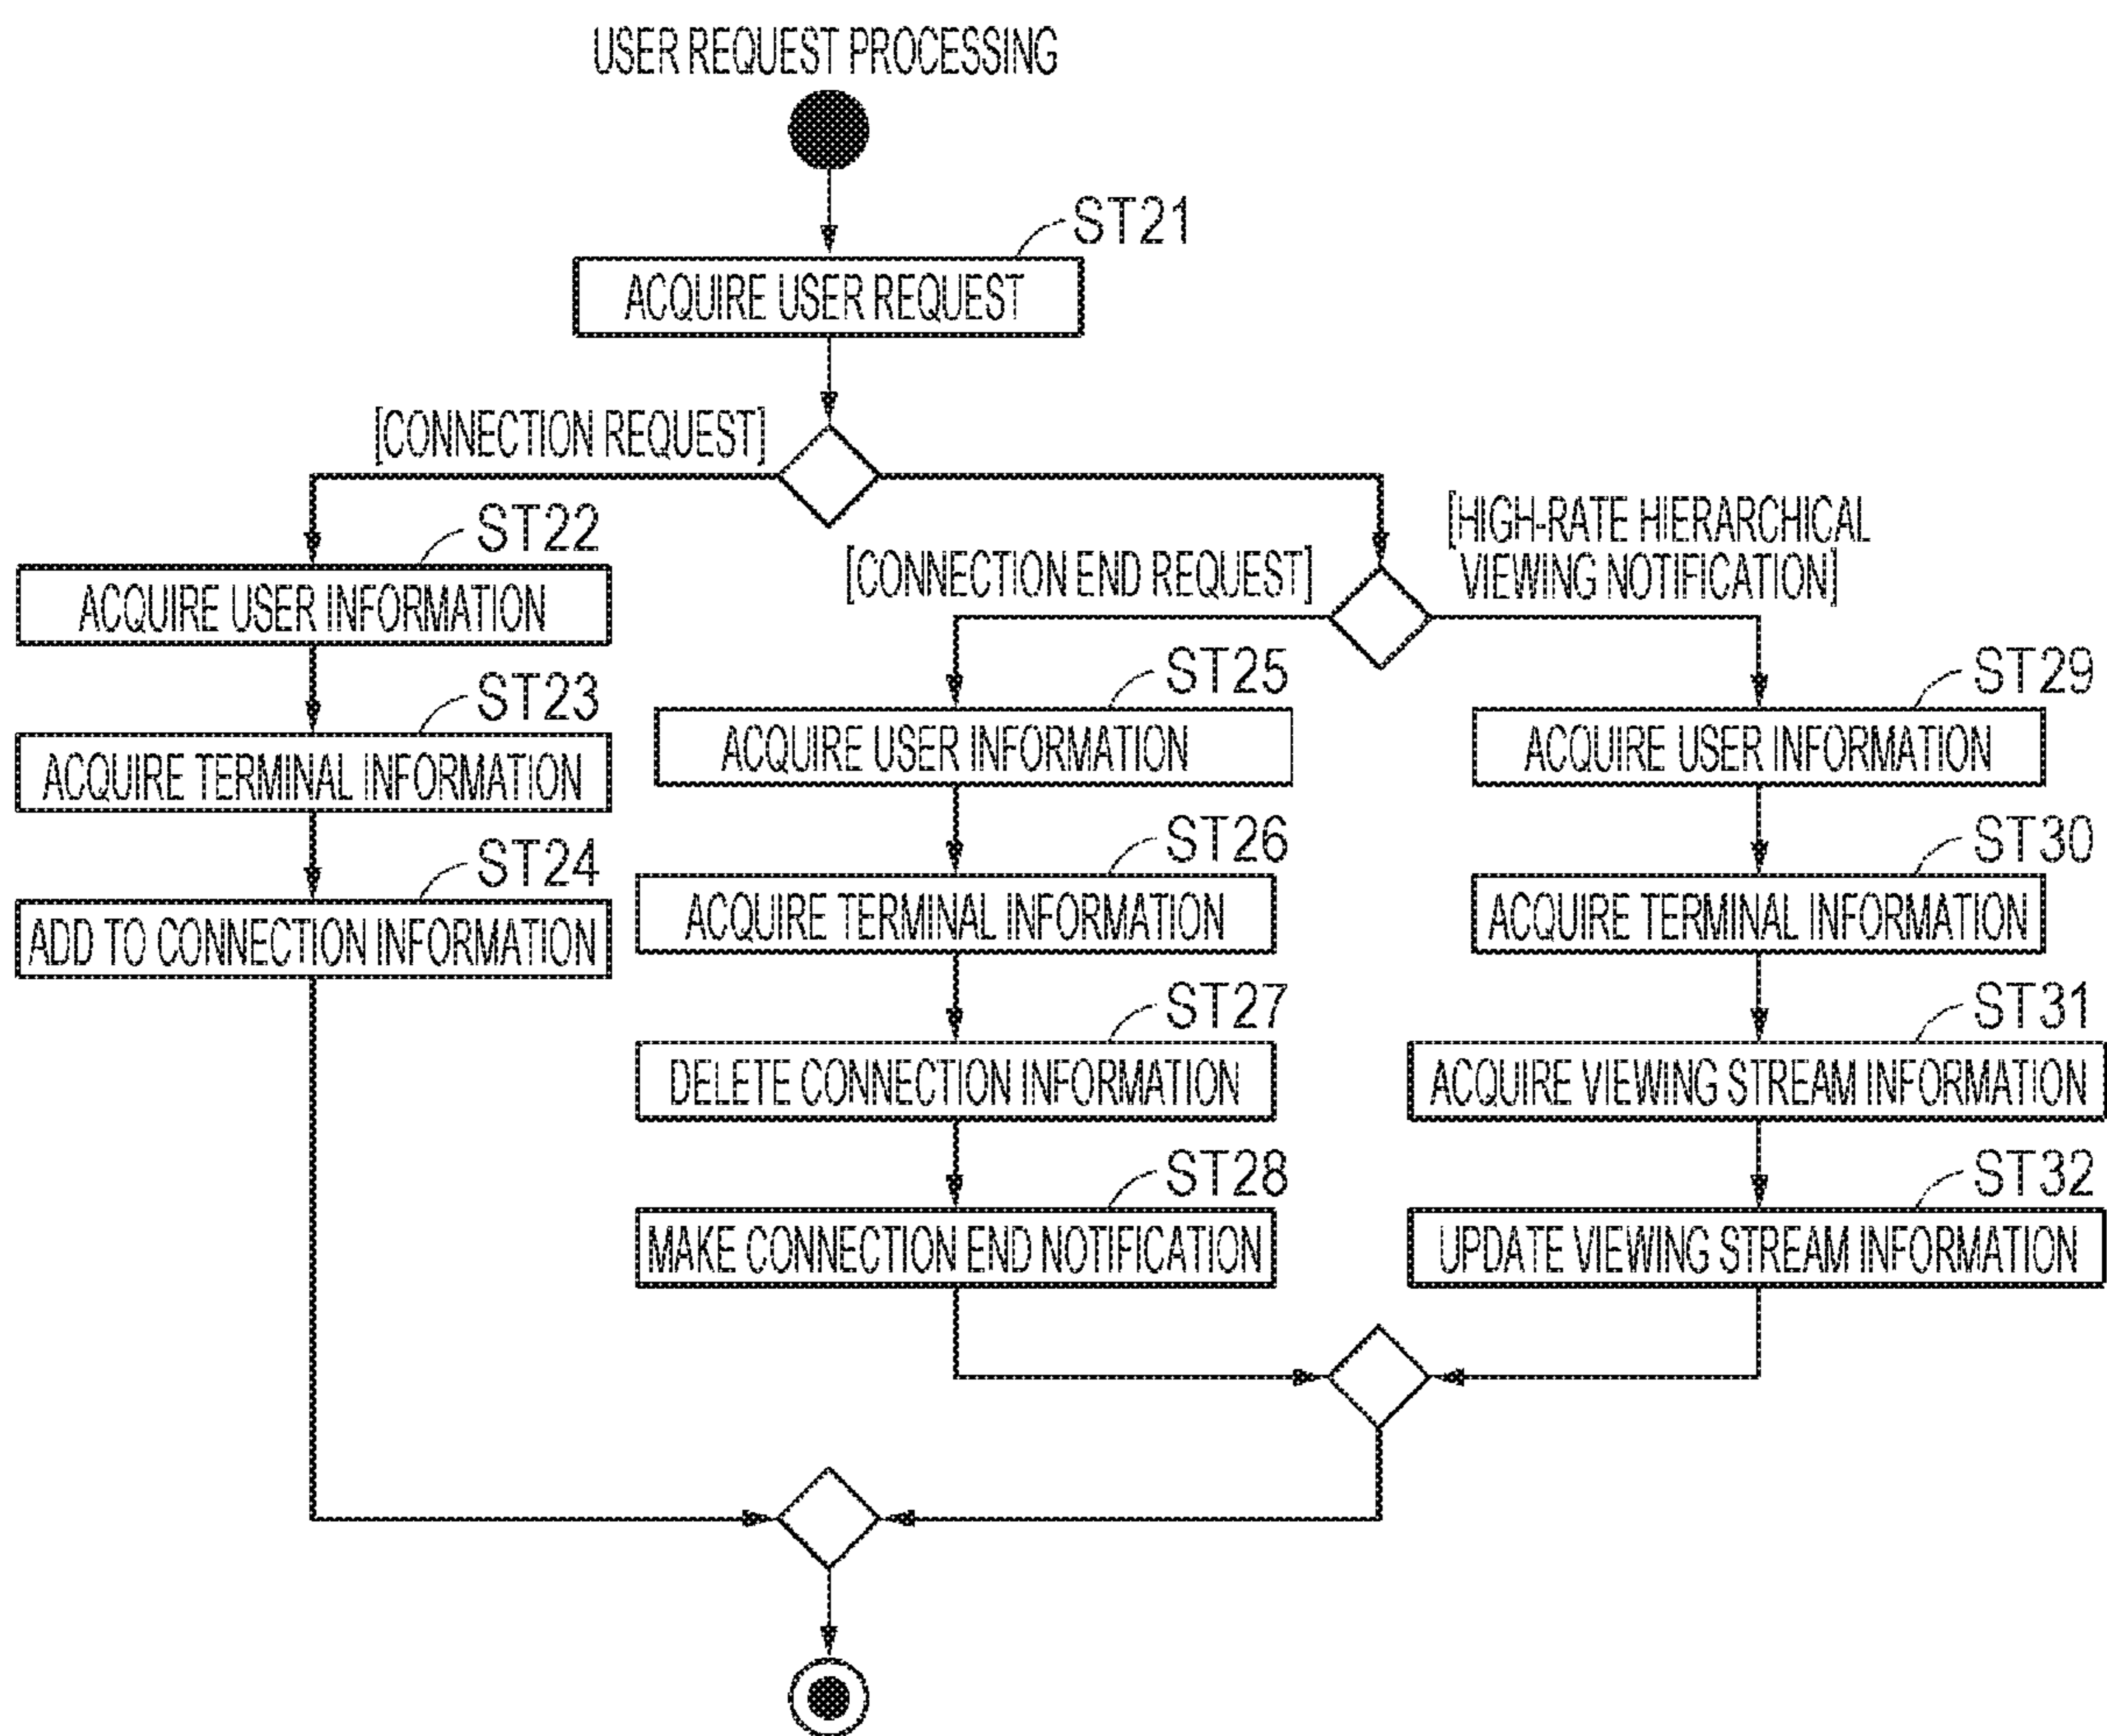 USER REQUEST PROCESSING
ST21
ACQUIRE USER REQUEST
[CONNECTION REQUEST]
ST22
ACQUIRE USER INFORMATION
ST23
ACQUIRE TERMINAL INFORMATION
ST24
ADD TO CONNECTION INFORMATION
[CONNECTION END REQUEST]
ST25
ACQUIRE USER INFORMATION
ST26
ACQUIRE TERMINAL INFORMATION
ST27
DELETE CONNECTION INFORMATION
ST28
MAKE CONNECTION END NOTIFICATION
[HIGH-RATE HIERARCHICAL
VIEWING NOTIFICATION]
ST29
ACQUIRE USER INFORMATION
ST30
ACQUIRE TERMINAL INFORMATION
ST31
ACQUIRE VIEWING STREAM INFORMATION
ST32
UPDATE VIEWING STREAM INFORMATION